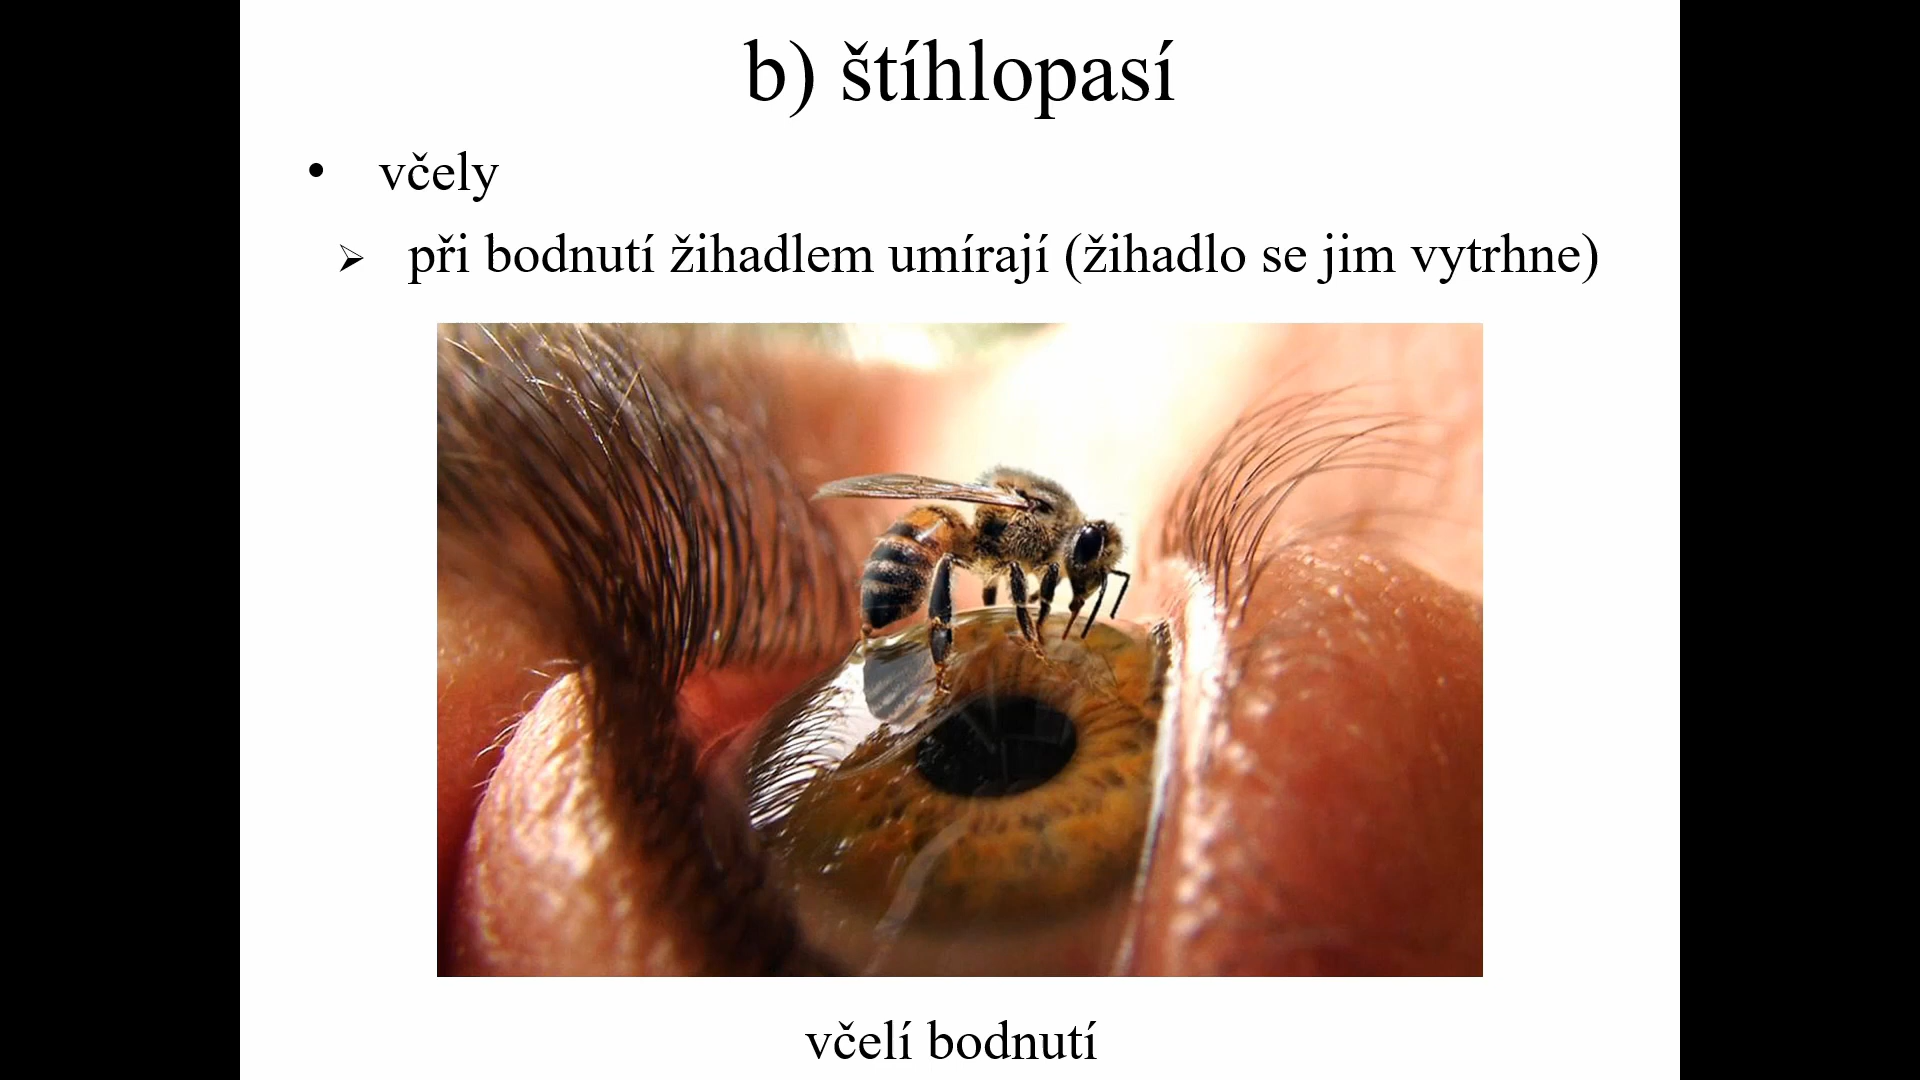 b) štíhlopasí
• včely
➢ při bodnutí žihadlem umírají (žihadlo se jim vytrhne)
včelí bodnutí